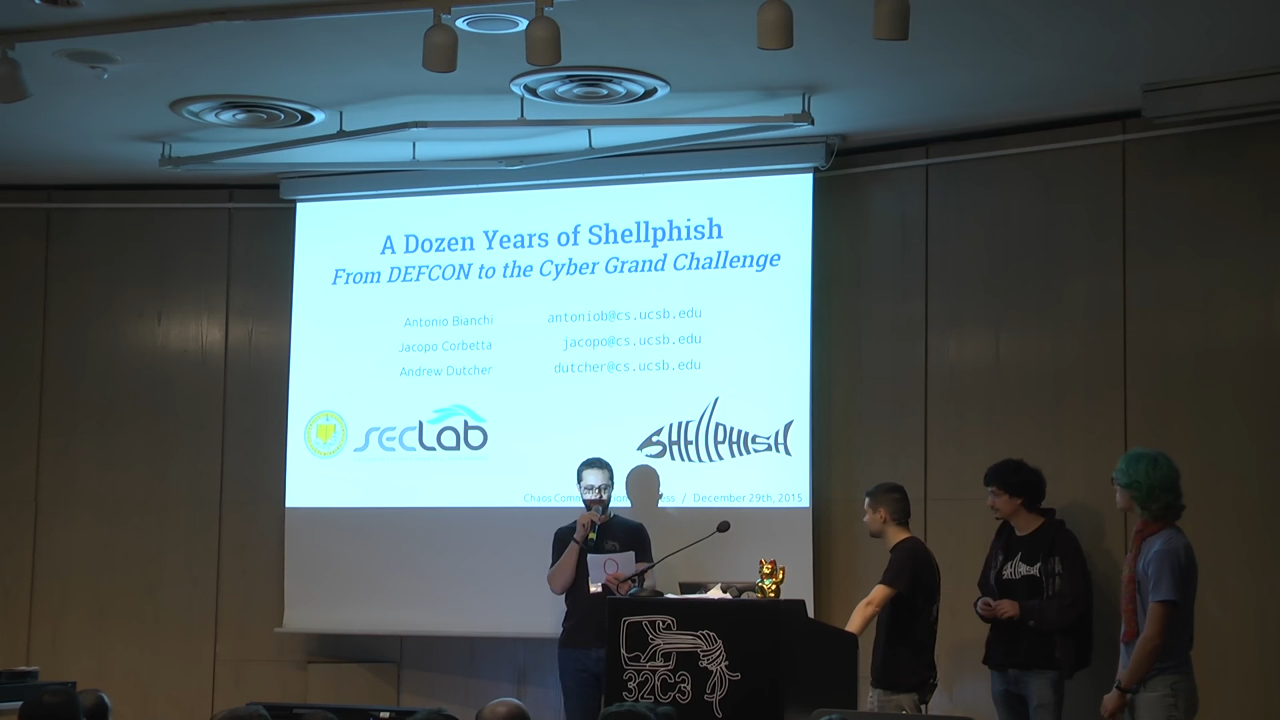 A Dozen Years of Shellphish
From DEFCON to the Cyber Grand Challenge
Antonio Bianchi antoniob@cs.ucsb.edu
Jacopo Corbetta jacopo@cs.ucsb.edu
Andrew Dutcher dutcher@cs.ucsb.edu
secLab
SHELLPHISH
Chaos / December 29th, 2015
SHELLPHISH
32C3